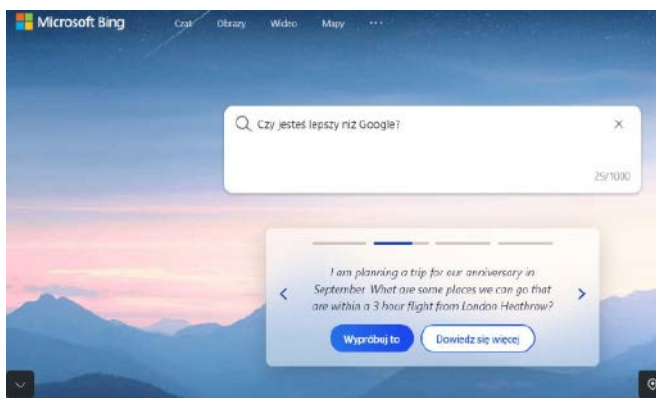 Microsoft Bing Czat Obrazy Wideo Mapy ...
Czy jesteś lepszy niż Google?
29/1000
I am planning a trip for our anniversary in
September. What are some places we can go that
are within a 3 hour flight from London Heathrow?
Wypróbuj to Dowiedz się więcej